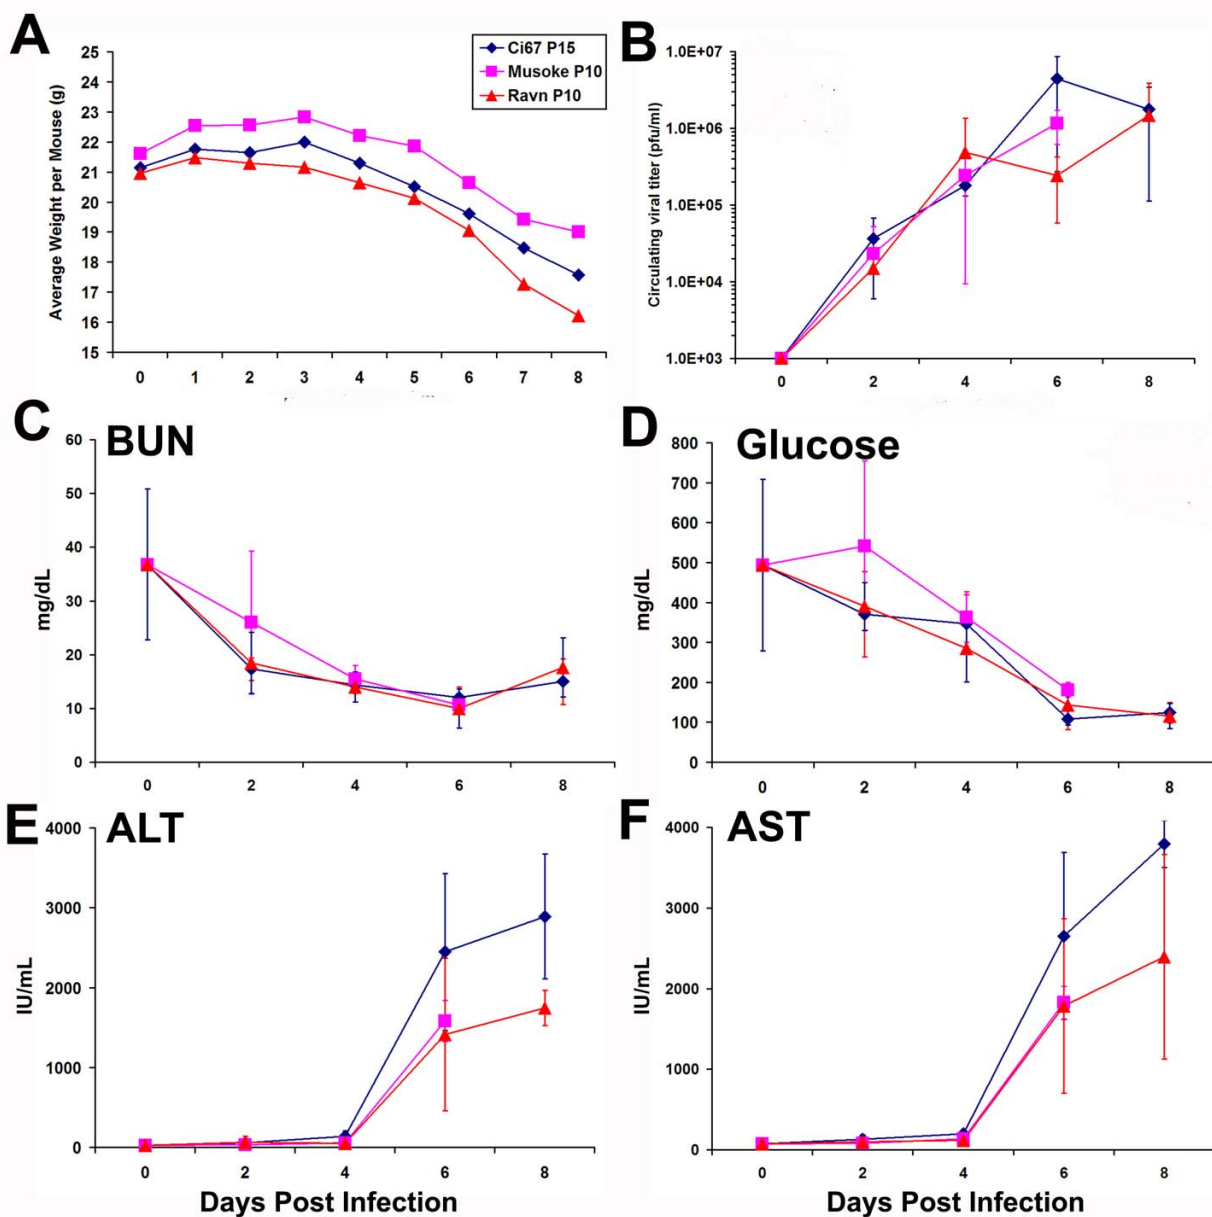 A
Average Weight per Mouse (g)
25
24
23
22
21
20
19
18
17
16
15
0 1 2 3 4 5 6 7 8
Ci67 P15
Musoke P10
Ravn P10
B
Circulating viral titer (pfu/ml)
1.0E+07
1.0E+06
1.0E+05
1.0E+04
1.0E+03
0 2 4 6 8
C
BUN
mg/dL
60
50
40
30
20
10
0
0 2 4 6 8
D
Glucose
mg/dL
800
700
600
500
400
300
200
100
0
0 2 4 6 8
E
ALT
IU/mL
4000
3000
2000
1000
0
0 2 4 6 8
Days Post Infection
F
AST
IU/mL
4000
3000
2000
1000
0
0 2 4 6 8
Days Post Infection